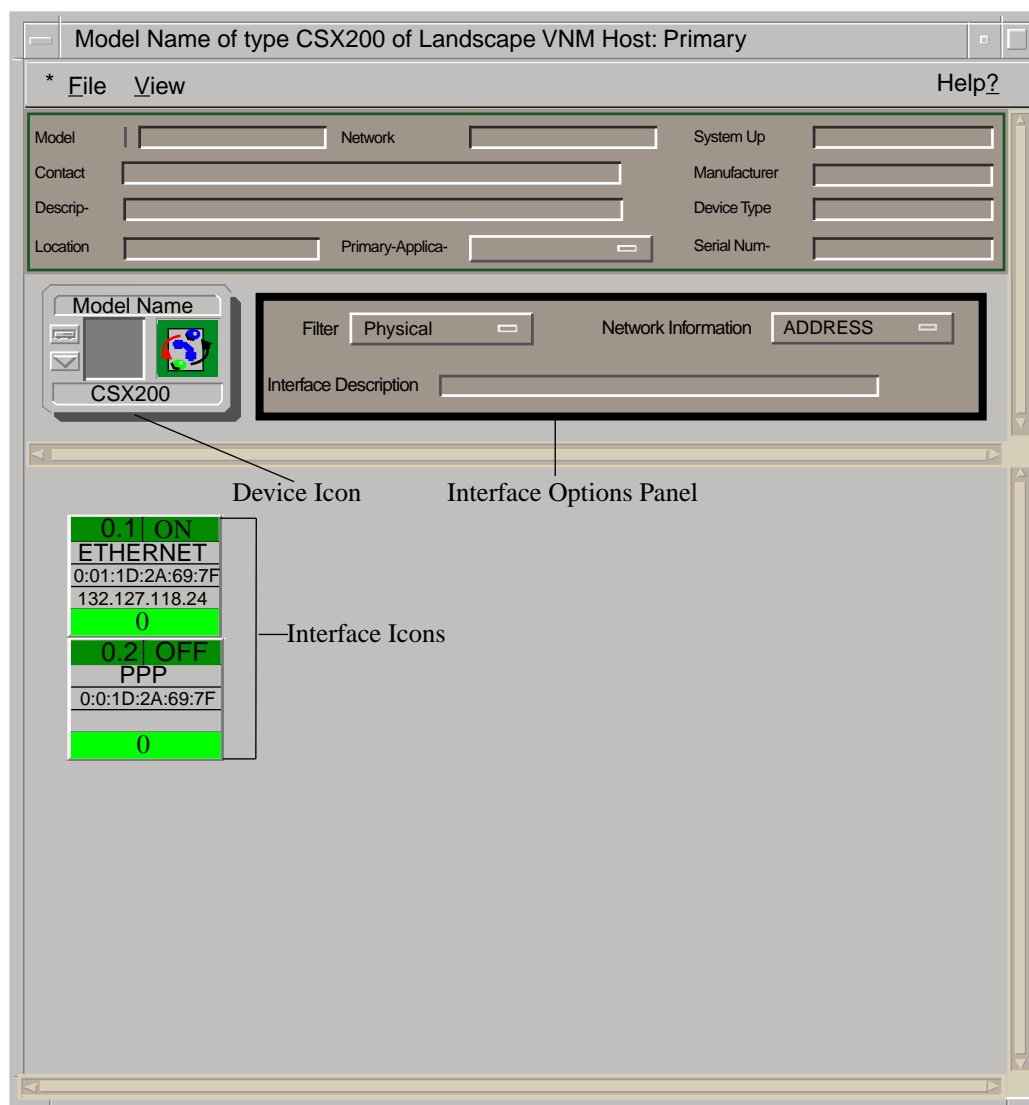 Model Name of type CSX200 of Landscape VNM Host: Primary
* File View Help?
Model Network System Up
Contact Manufacturer
Descrip- Device Type
Location Primary-Applica- Serial Num-
Model Name
CSX200
Filter Physical Network Information ADDRESS
Interface Description
Device Icon Interface Options Panel
0.1 ON
ETHERNET
0:01:1D:2A:69:7F
132.127.118.24
0
Interface Icons
0.2 OFF
PPP
0:0:1D:2A:69:7F
0